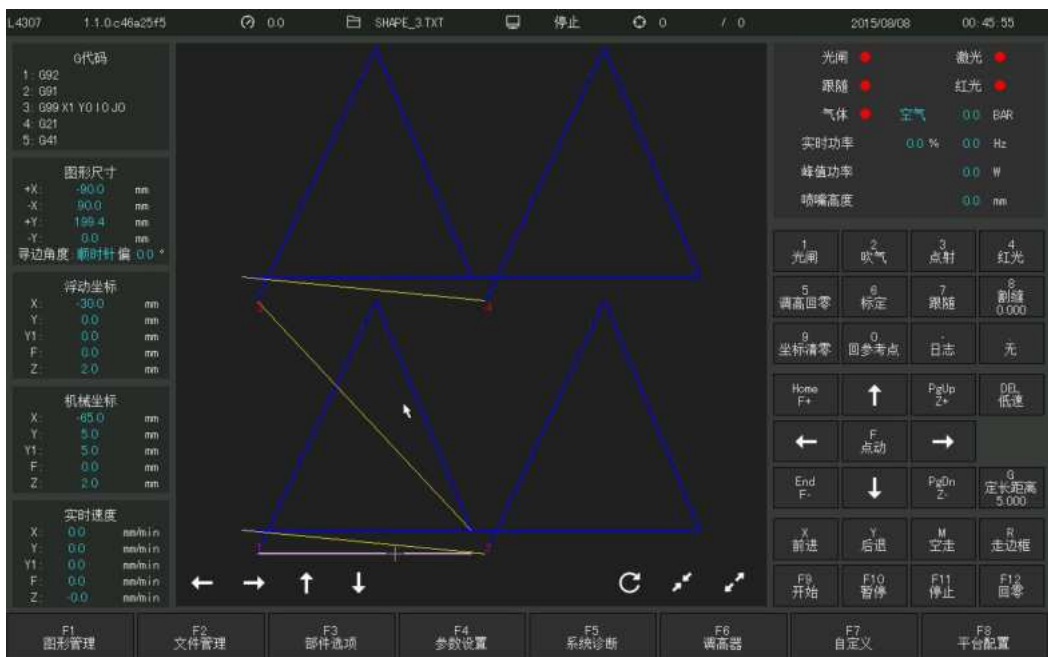 L4307 1.1.0:c46a25f5 0.0 SHAPE_3.TXT 停止 0 / 0 2015/08/08 00:45:55
G代码
1: G92
2: G91
3: G99 X1 Y0 I0 J0
4: G21
5: G41
图形尺寸
+X: -90.0 mm
-X: 90.0 mm
+Y: 199.4 mm
-Y: 0.0 mm
寻边角度:顺时针偏 0.0 °
浮动坐标
X: -30.0 mm
Y: 0.0 mm
Y1: 0.0 mm
F: 0.0 mm
Z: 2.0 mm
机械坐标
X: -65.0 mm
Y: 5.0 mm
Y1: 5.0 mm
F: 0.0 mm
Z: 2.0 mm
实时速度
X: 0.0 mm/min
Y: 0.0 mm/min
Y1: 0.0 mm/min
F: 0.0 mm/min
Z: -0.0 mm/min
3 4
1
光闸 激光
跟随 红光
气体 空气 0.0 BAR
实时功率 0.0 % 0.0 Hz
峰值功率 0.0 W
喷嘴高度 0.0 mm
1 2 3 4
光闸 吹气 点射 红光
5 6 7 8
调高回零 标定 跟随 割缝
0.000
9 0 . -
坐标清零 回参考点 日志 无
Home PgUp DEL
F+ Z+ 低速
F
点动
End PgDn G
F- Z- 定长距离
5.000
X Y M R
前进 后退 空走 走边框
F9 F10 F11 F12
开始 暂停 停止 回零
F1 F2 F3 F4 F5 F6 F7 F8
图形管理 文件管理 部件选项 参数设置 系统诊断 调高器 自定义 平台配置